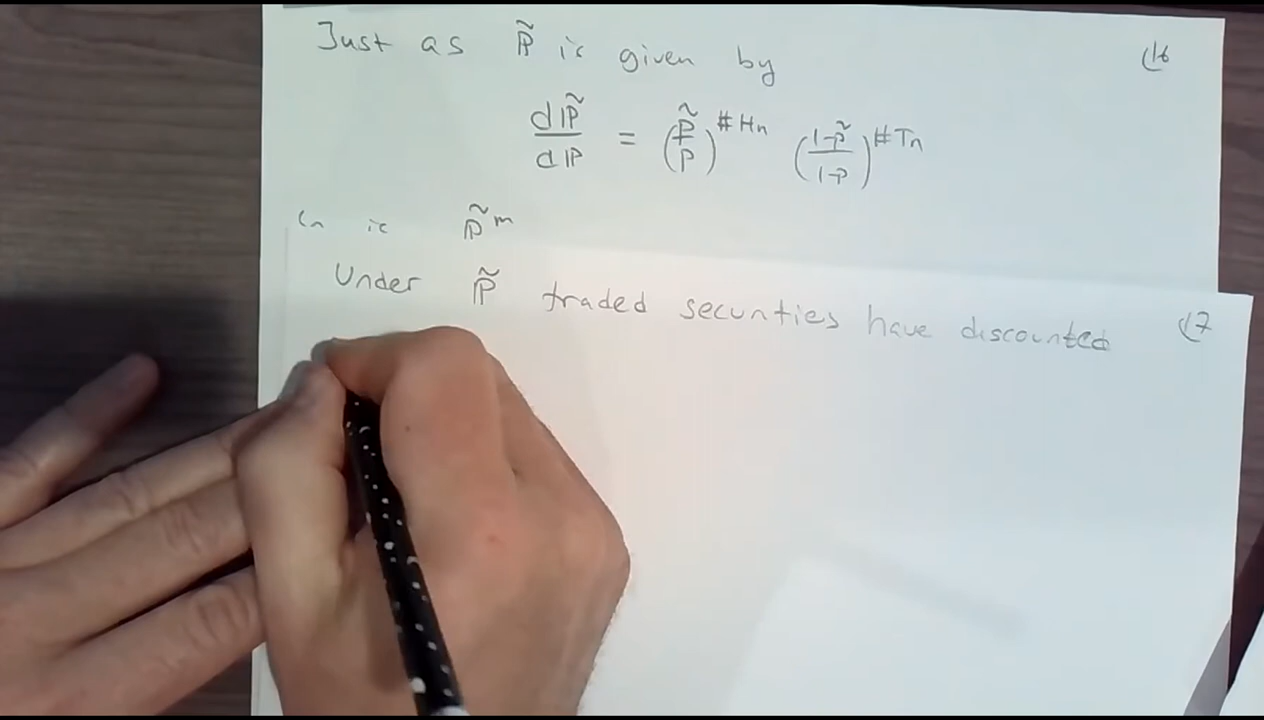 Just as P̃ is given by (16
dP̃/dP = (p̃/p)^#Hn (1-p̃/1-p)^#Tn
is P̃^m
Under P̃ traded securities have discounted (17